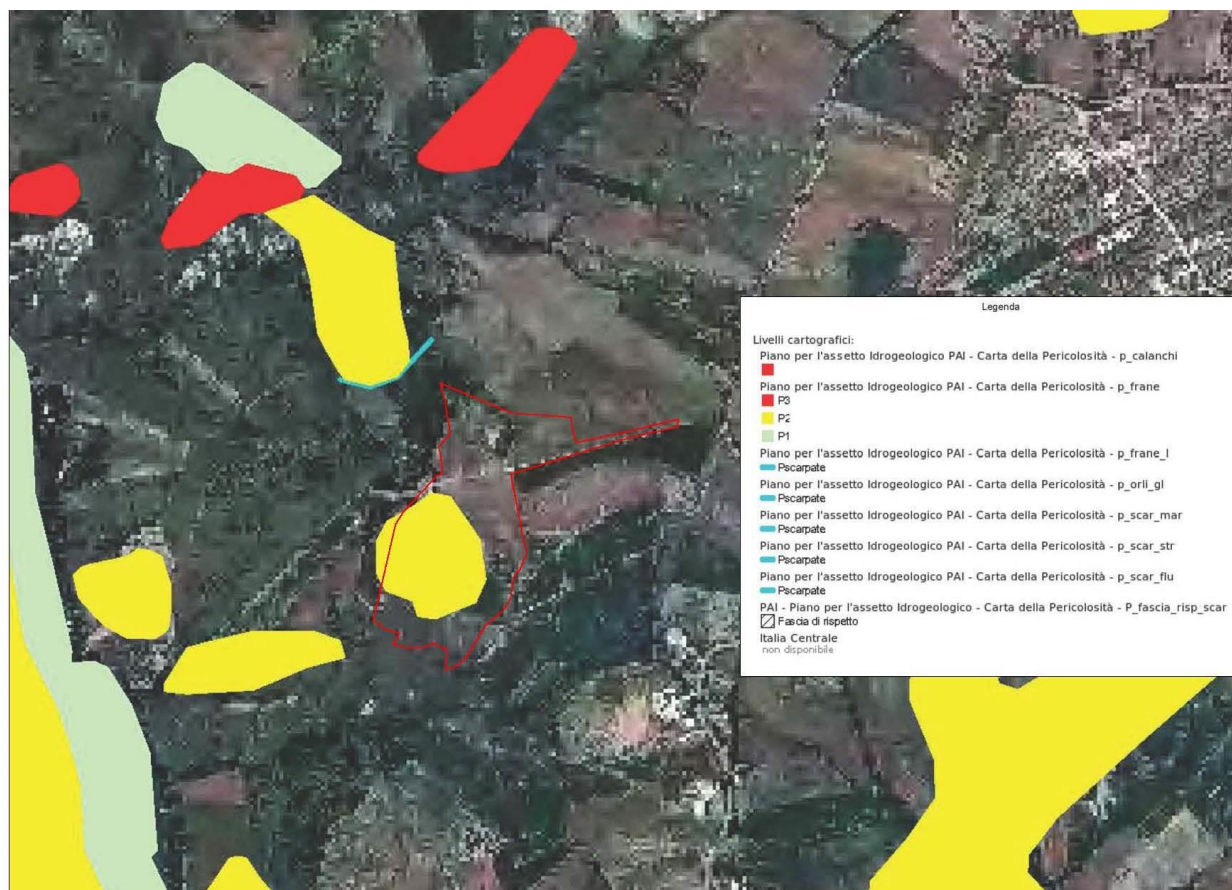 Legenda
Livelli cartografici:
Piano per l'assetto Idrogeologico PAI - Carta della Pericolosità - p_calanchi
Piano per l'assetto Idrogeologico PAI - Carta della Pericolosità - p_frane
P3
P2
P1
Piano per l'assetto Idrogeologico PAI - Carta della Pericolosità - p_frane_l
Pscarpate
Piano per l'assetto Idrogeologico PAI - Carta della Pericolosità - p_orli_gl
Pscarpate
Piano per l'assetto Idrogeologico PAI - Carta della Pericolosità - p_scar_mar
Pscarpate
Piano per l'assetto Idrogeologico PAI - Carta della Pericolosità - p_scar_str
Pscarpate
Piano per l'assetto Idrogeologico PAI - Carta della Pericolosità - p_scar_flu
Pscarpate
PAI - Piano per l'assetto Idrogeologico - Carta della Pericolosità - P_fascia_risp_scar
Fascia di rispetto
Italia Centrale
non disponibile